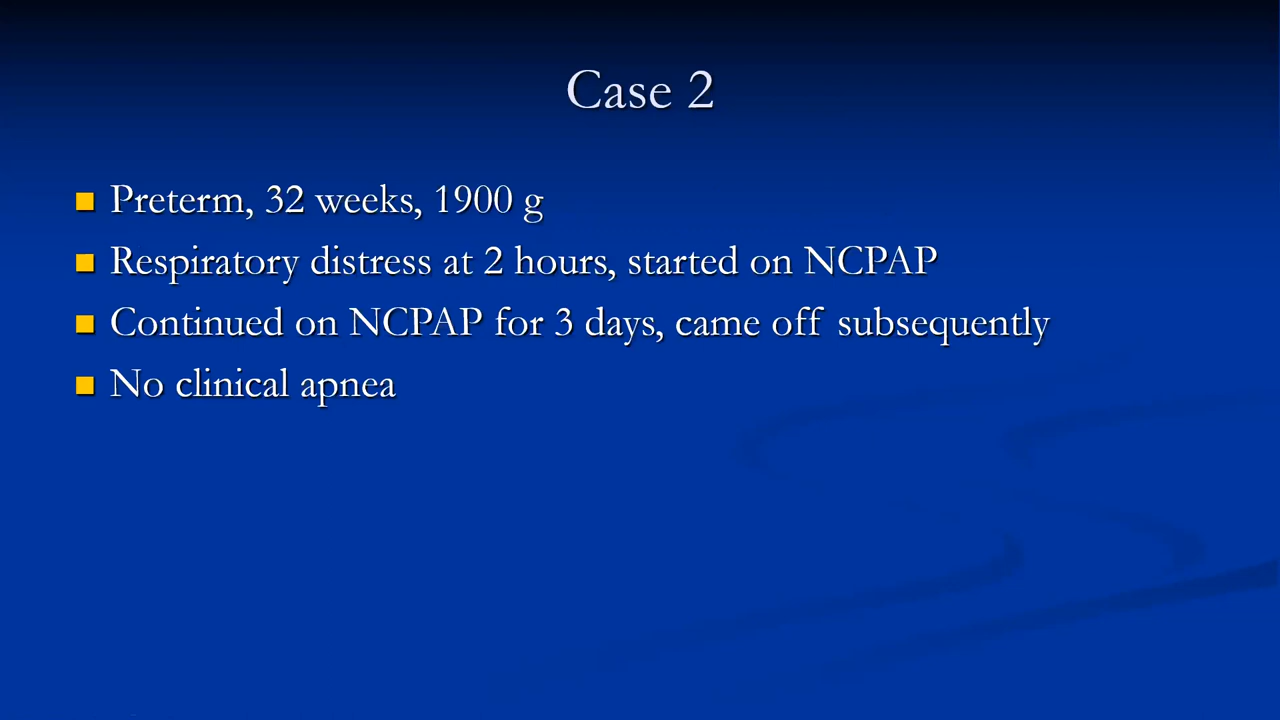 Case 2
Preterm, 32 weeks, 1900 g
Respiratory distress at 2 hours, started on NCPAP
Continued on NCPAP for 3 days, came off subsequently
No clinical apnea